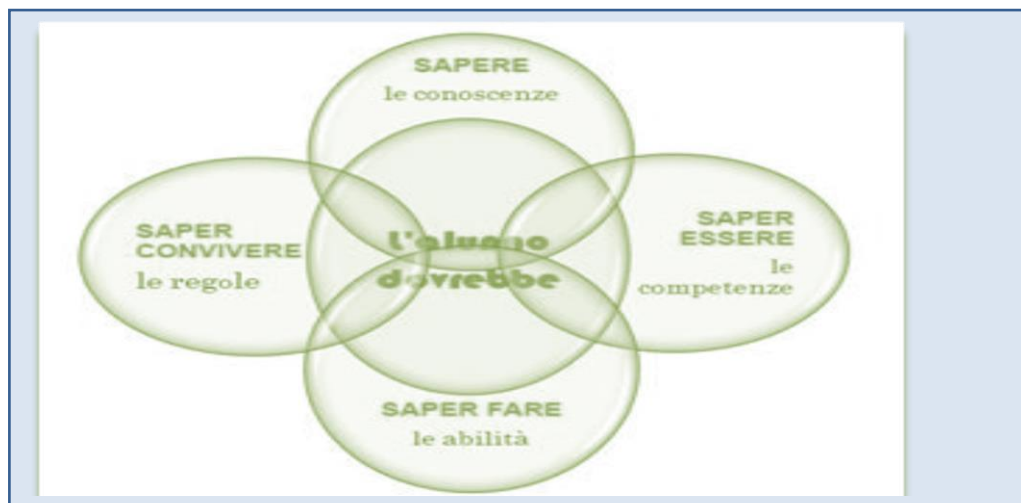 SAPERE
le conoscenze
SAPER
CONVIVERE
le regole
L'alunno
dovrebbe
SAPER
ESSERE
le
competenze
SAPER FARE
le abilità